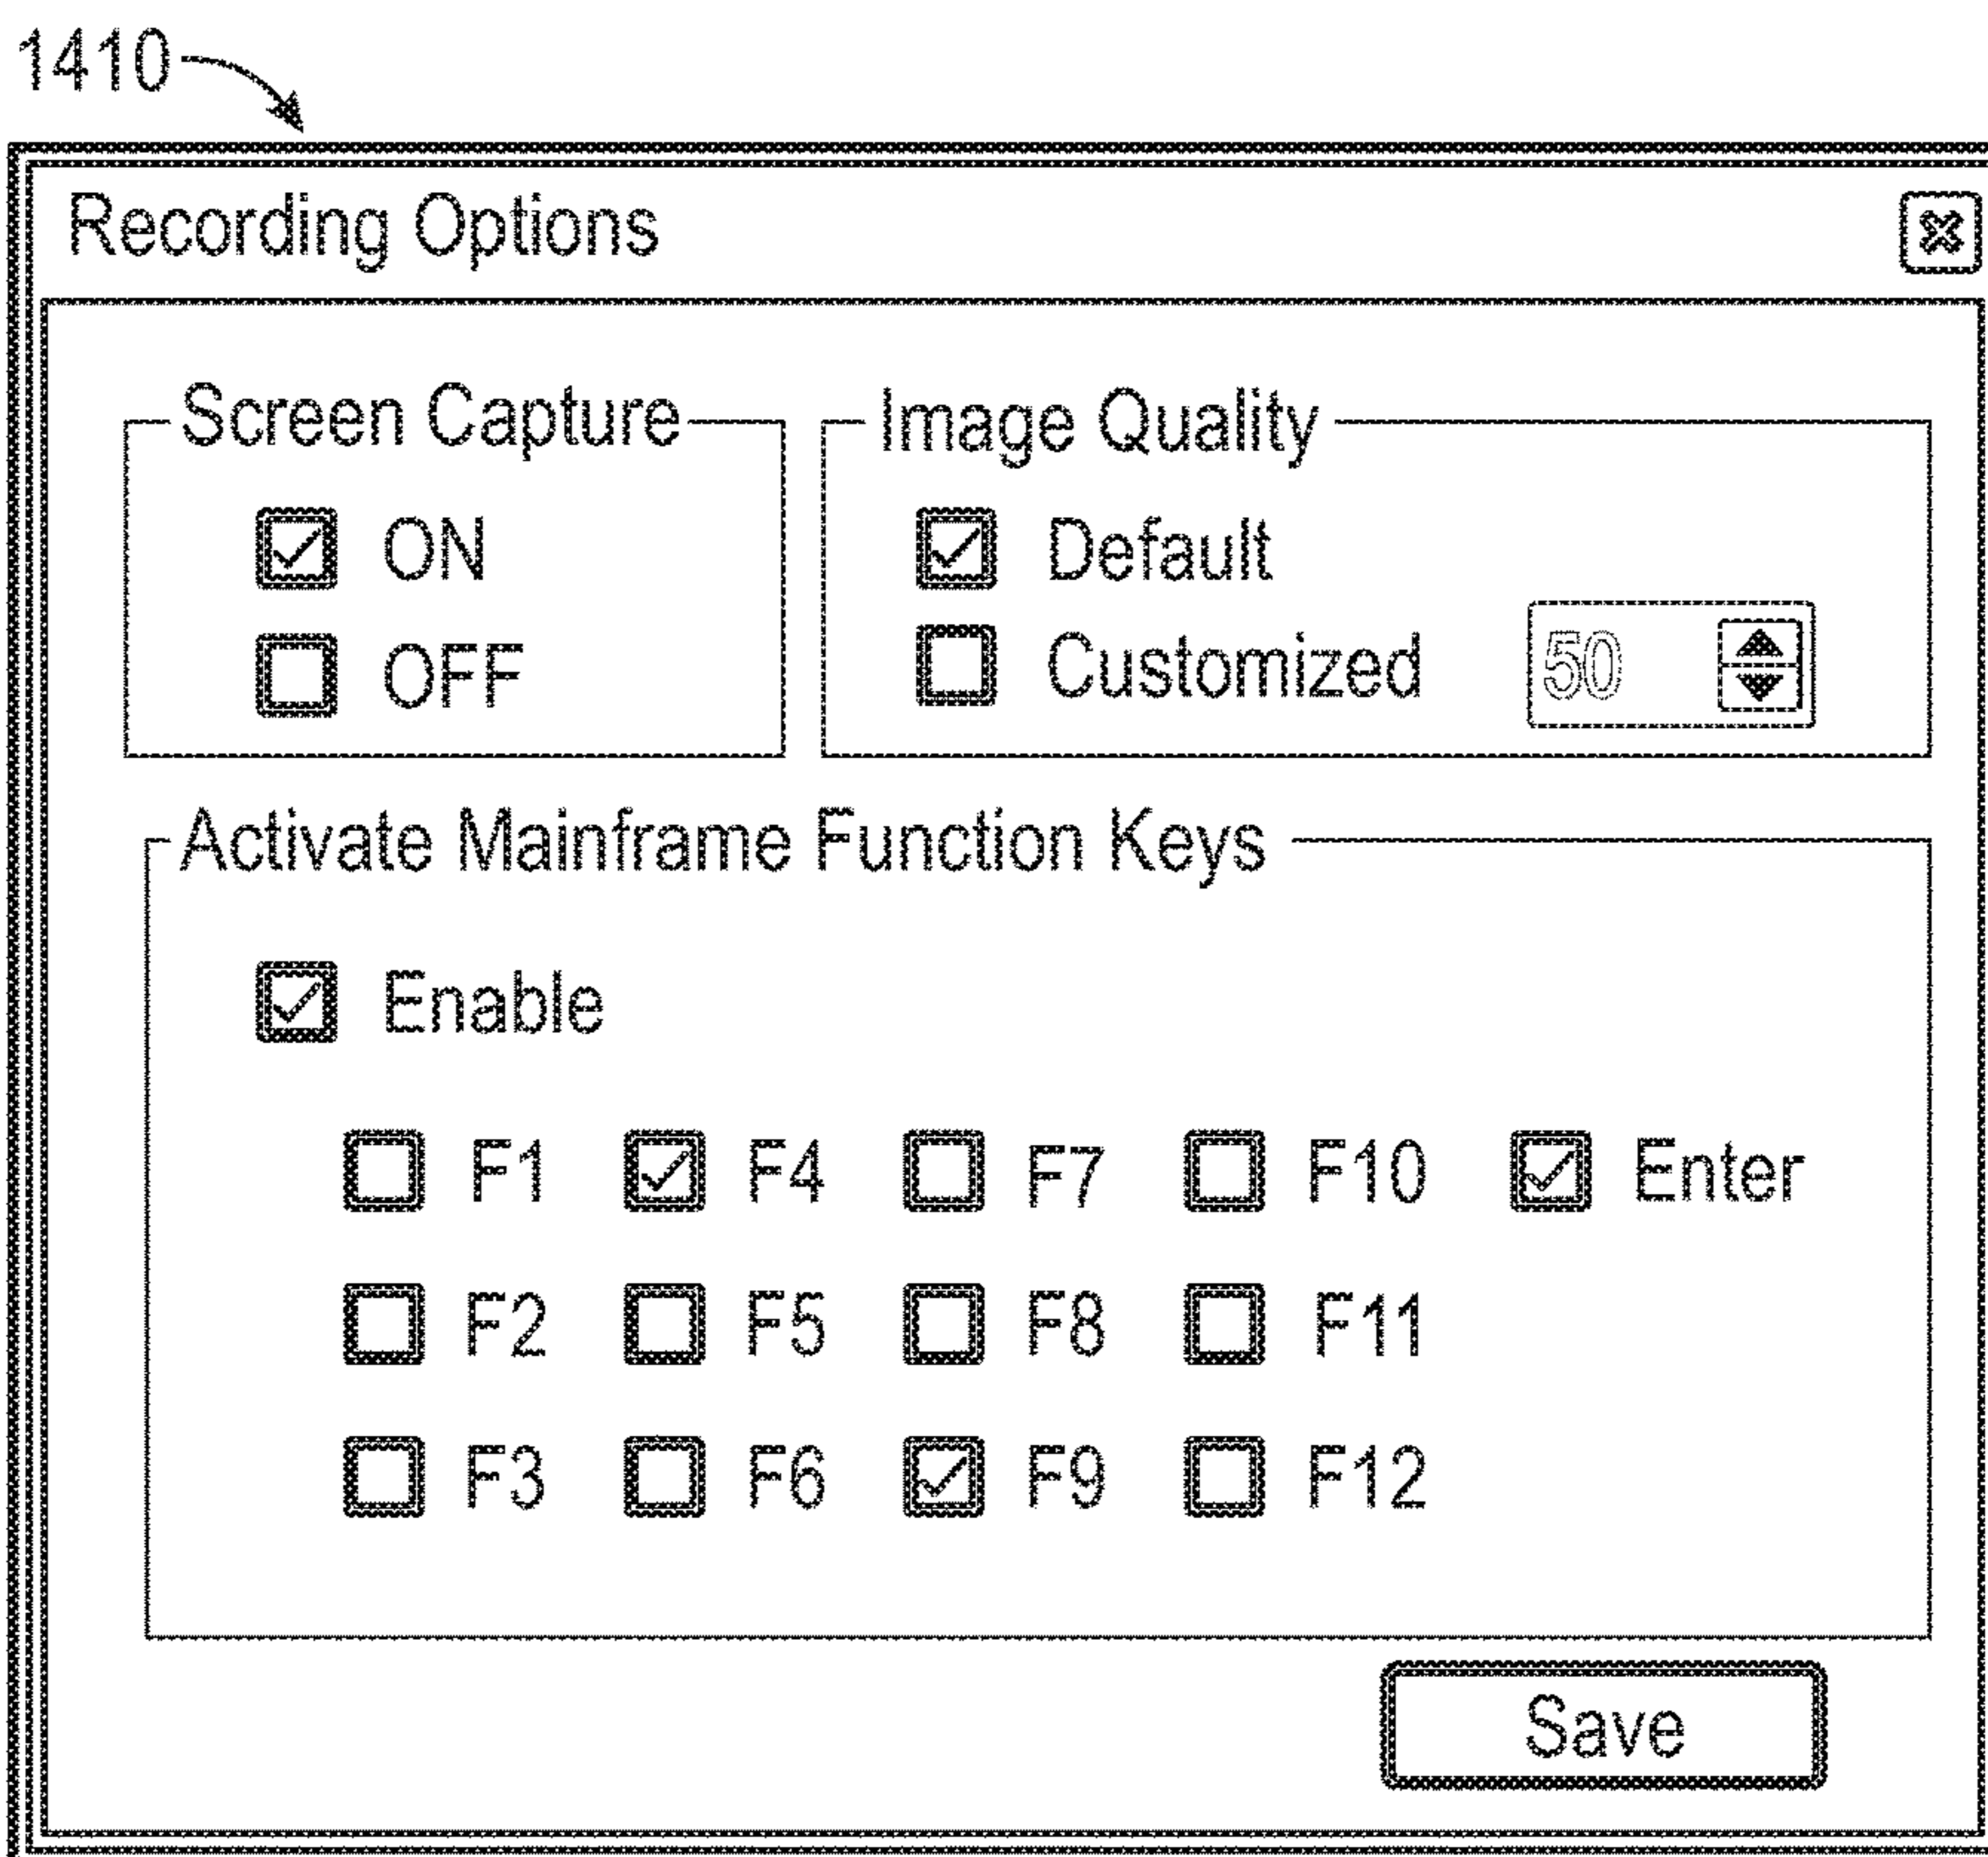 1410
Recording Options
Screen Capture
ON
OFF
Image Quality
Default
Customized 50
Activate Mainframe Function Keys
Enable
F1 F4 F7 F10 Enter
F2 F5 F8 F11
F3 F6 F9 F12
Save